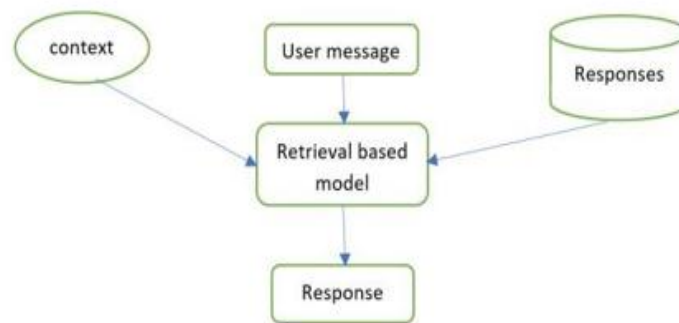 context
User message
Responses
Retrieval based
model
Response